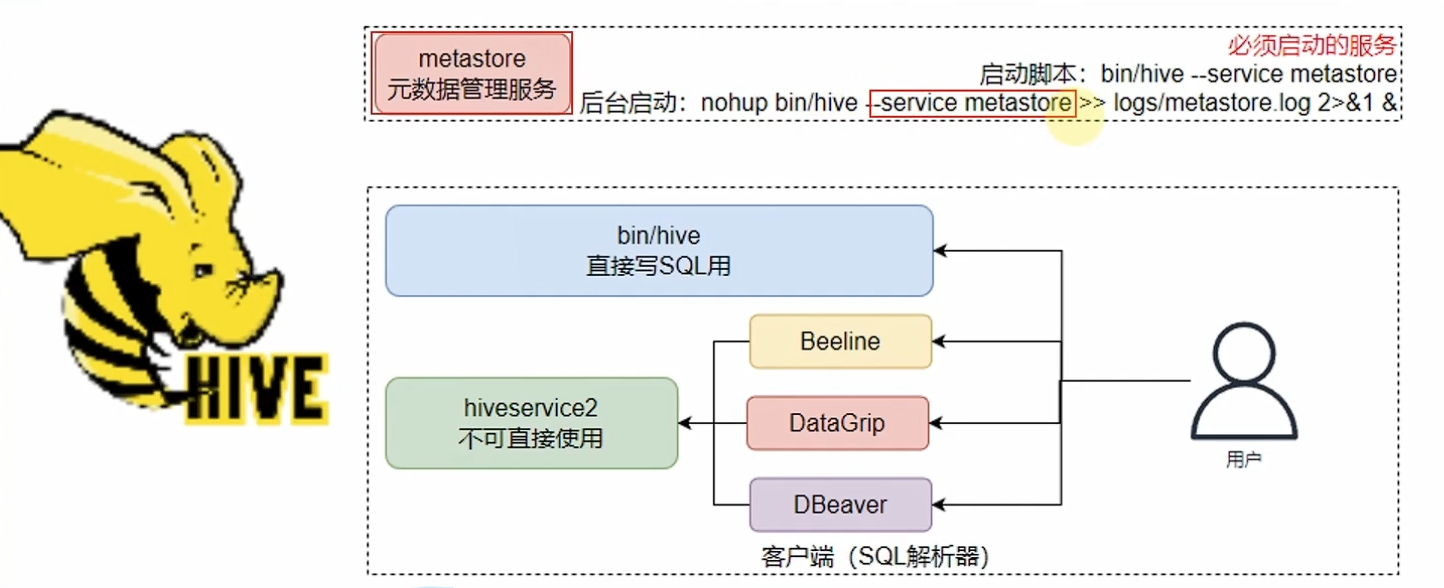 metastore
元数据管理服务
必须启动的服务
启动脚本：bin/hive --service metastore
后台启动：nohup bin/hive --service metastore >> logs/metastore.log 2>&1 &
HIVE
bin/hive
直接写SQL用
Beeline
hiveservice2
不可直接使用
DataGrip
DBeaver
用户
客户端（SQL解析器）